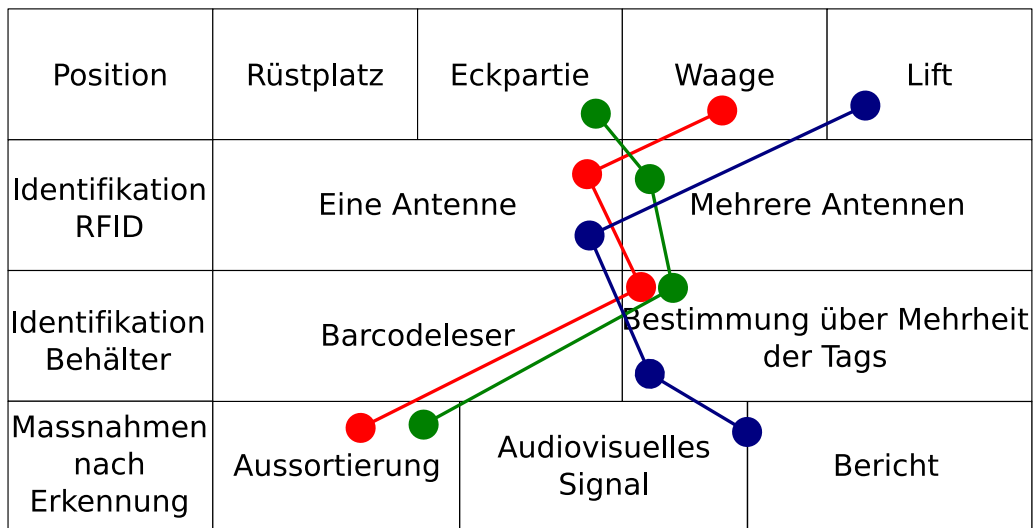 Position
Rüstplatz
Eckpartie
Waage
Lift
Identifikation
RFID
Eine Antenne
Mehrere Antennen
Identifikation
Behälter
Barcodeleser
Bestimmung über Mehrheit
der Tags
Massnahmen
nach
Erkennung
Aussortierung
Audiovisuelles
Signal
Bericht